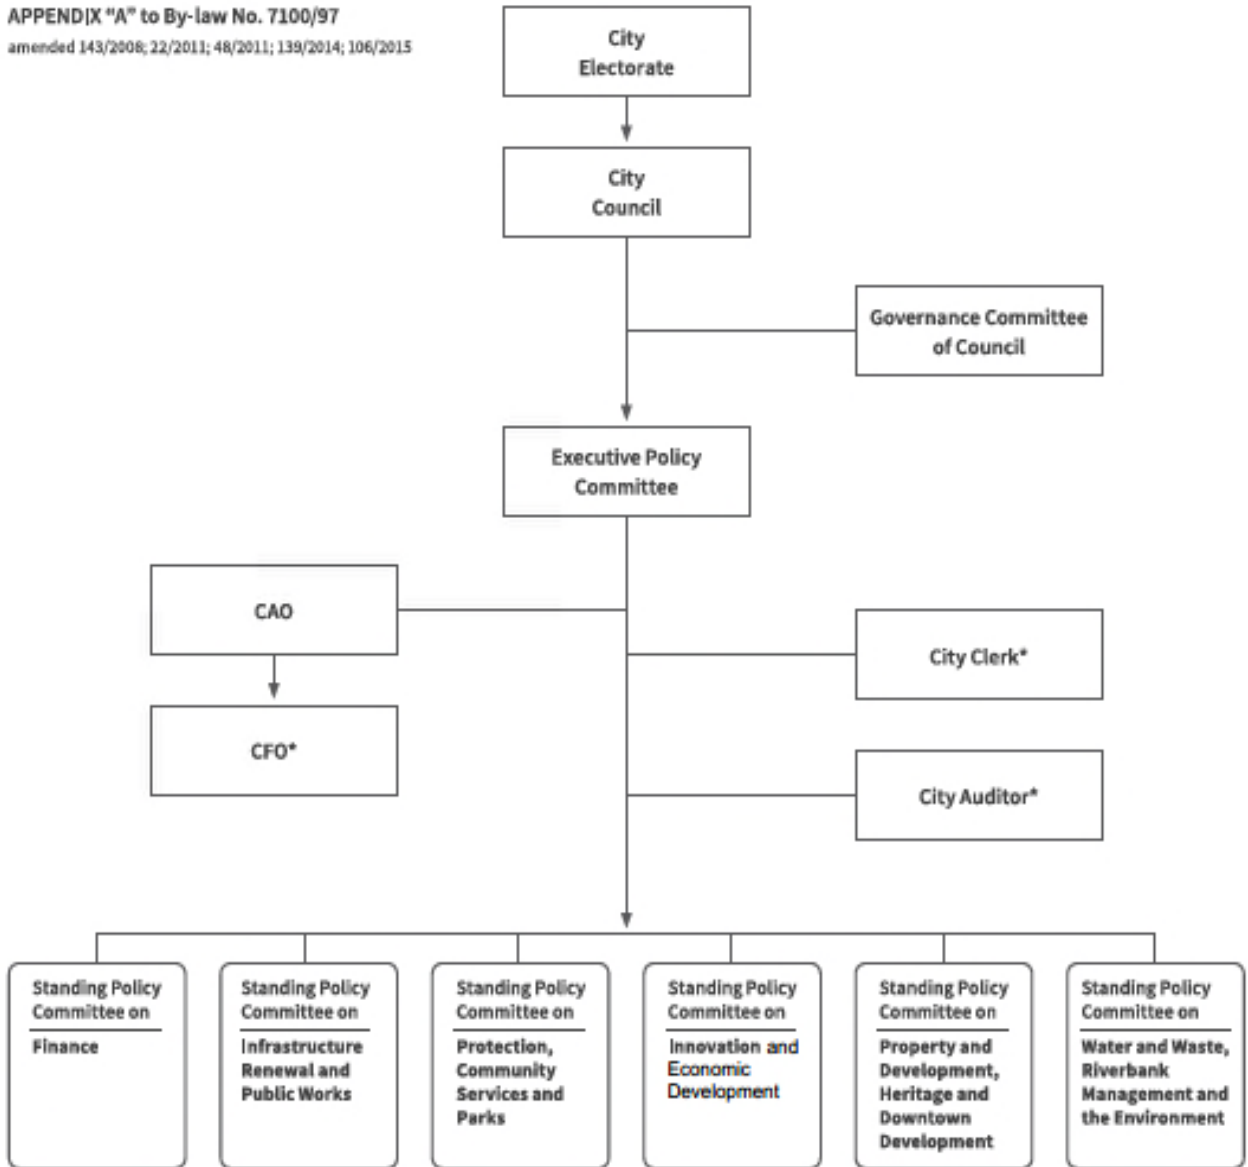 APPENDIX “A” to By-law No. 7100/97
amended 143/2008; 22/2011; 48/2011; 139/2014; 106/2015
City
Electorate
City
Council
Governance Committee
of Council
Executive Policy
Committee
CAO
City Clerk*
CFO*
City Auditor*
Standing Policy
Committee on
Finance
Standing Policy
Committee on
Infrastructure
Renewal and
Public Works
Standing Policy
Committee on
Protection,
Community
Services and
Parks
Standing Policy
Committee on
Innovation and
Economic
Development
Standing Policy
Committee on
Property and
Development,
Heritage and
Downtown
Development
Standing Policy
Committee on
Water and Waste,
Riverbank
Management and
the Environment